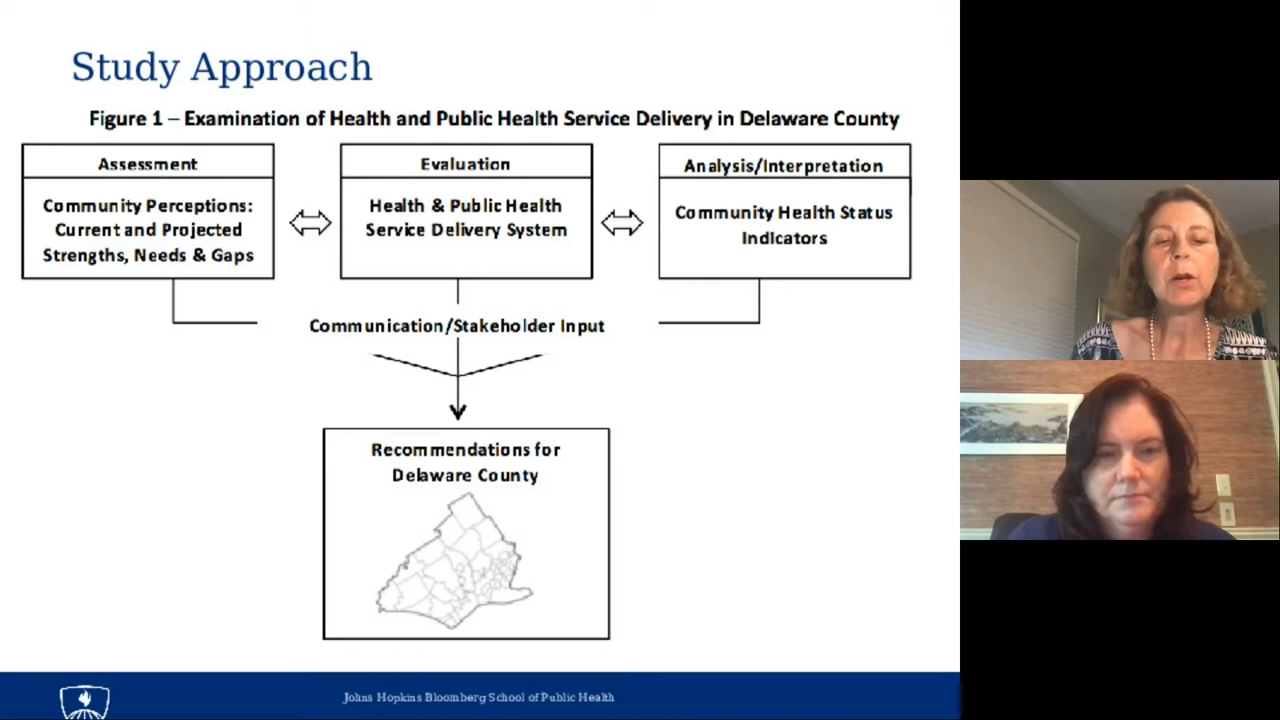 Study Approach
Figure 1 – Examination of Health and Public Health Service Delivery in Delaware County
Assessment
Community Perceptions:
Current and Projected
Strengths, Needs & Gaps
Evaluation
Health & Public Health
Service Delivery System
Analysis/Interpretation
Community Health Status
Indicators
Communication/Stakeholder Input
Recommendations for
Delaware County
Johns Hopkins Bloomberg School of Public Health